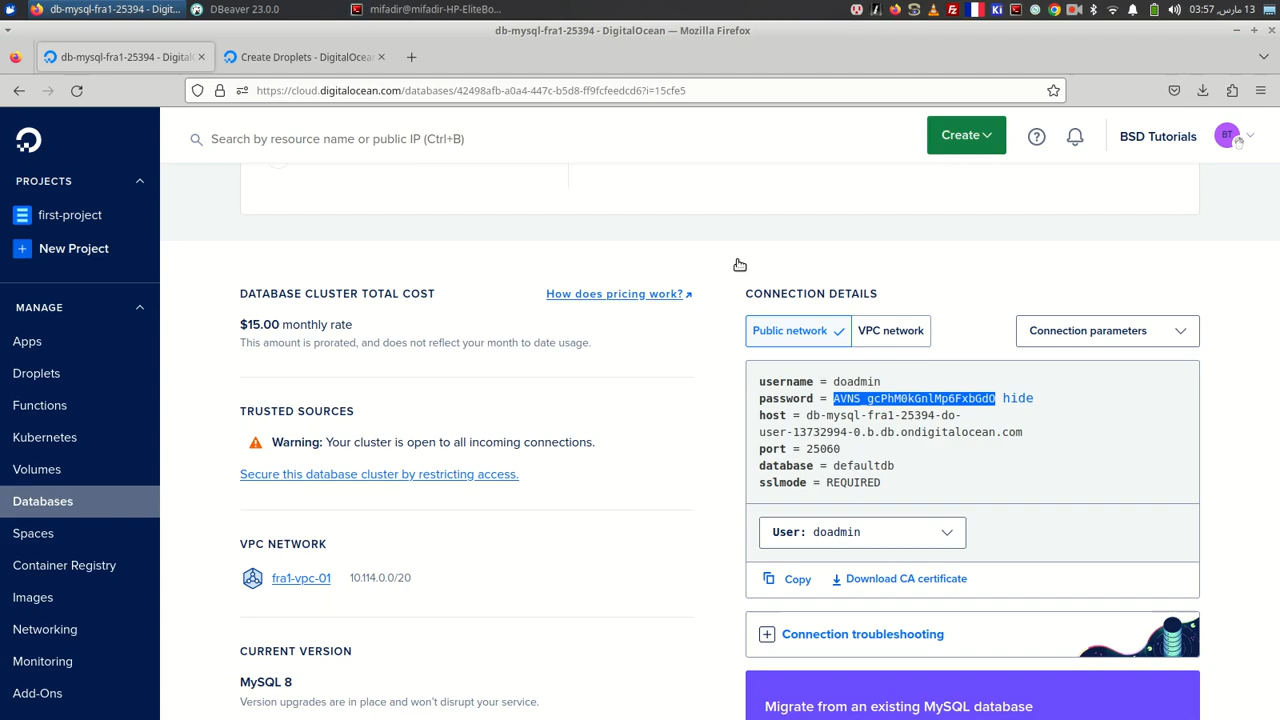 db-mysql-fra1-25394 - Digit...
DBeaver 23.0.0
mifadir@mifadir-HP-EliteBo...
Ki
13 مارس, 03:57
db-mysql-fra1-25394 - DigitalOcean — Mozilla Firefox
db-mysql-fra1-25394 - Digital
Create Droplets - DigitalOcean
https://cloud.digitalocean.com/databases/42498afb-a0a4-447c-b5d8-ff9fcfeedcd6?i=15cfe5
Search by resource name or public IP (Ctrl+B)
Create
BSD Tutorials
BT
PROJECTS
first-project
New Project
MANAGE
Apps
Droplets
Functions
Kubernetes
Volumes
Databases
Spaces
Container Registry
Images
Networking
Monitoring
Add-Ons
DATABASE CLUSTER TOTAL COST
How does pricing work?
$15.00 monthly rate
This amount is prorated, and does not reflect your month to date usage.
TRUSTED SOURCES
Warning: Your cluster is open to all incoming connections.
Secure this database cluster by restricting access.
VPC NETWORK
fra1-vpc-01 10.114.0.0/20
CURRENT VERSION
MySQL 8
Version upgrades are in place and won't disrupt your service.
CONNECTION DETAILS
Public network
VPC network
Connection parameters
username = doadmin
password = AVNS_gcPhM0kGnlMp6FxbGdO hide
host = db-mysql-fra1-25394-do-
user-13732994-0.b.db.ondigitalocean.com
port = 25060
database = defaultdb
sslmode = REQUIRED
User: doadmin
Copy
Download CA certificate
Connection troubleshooting
Migrate from an existing MySQL database